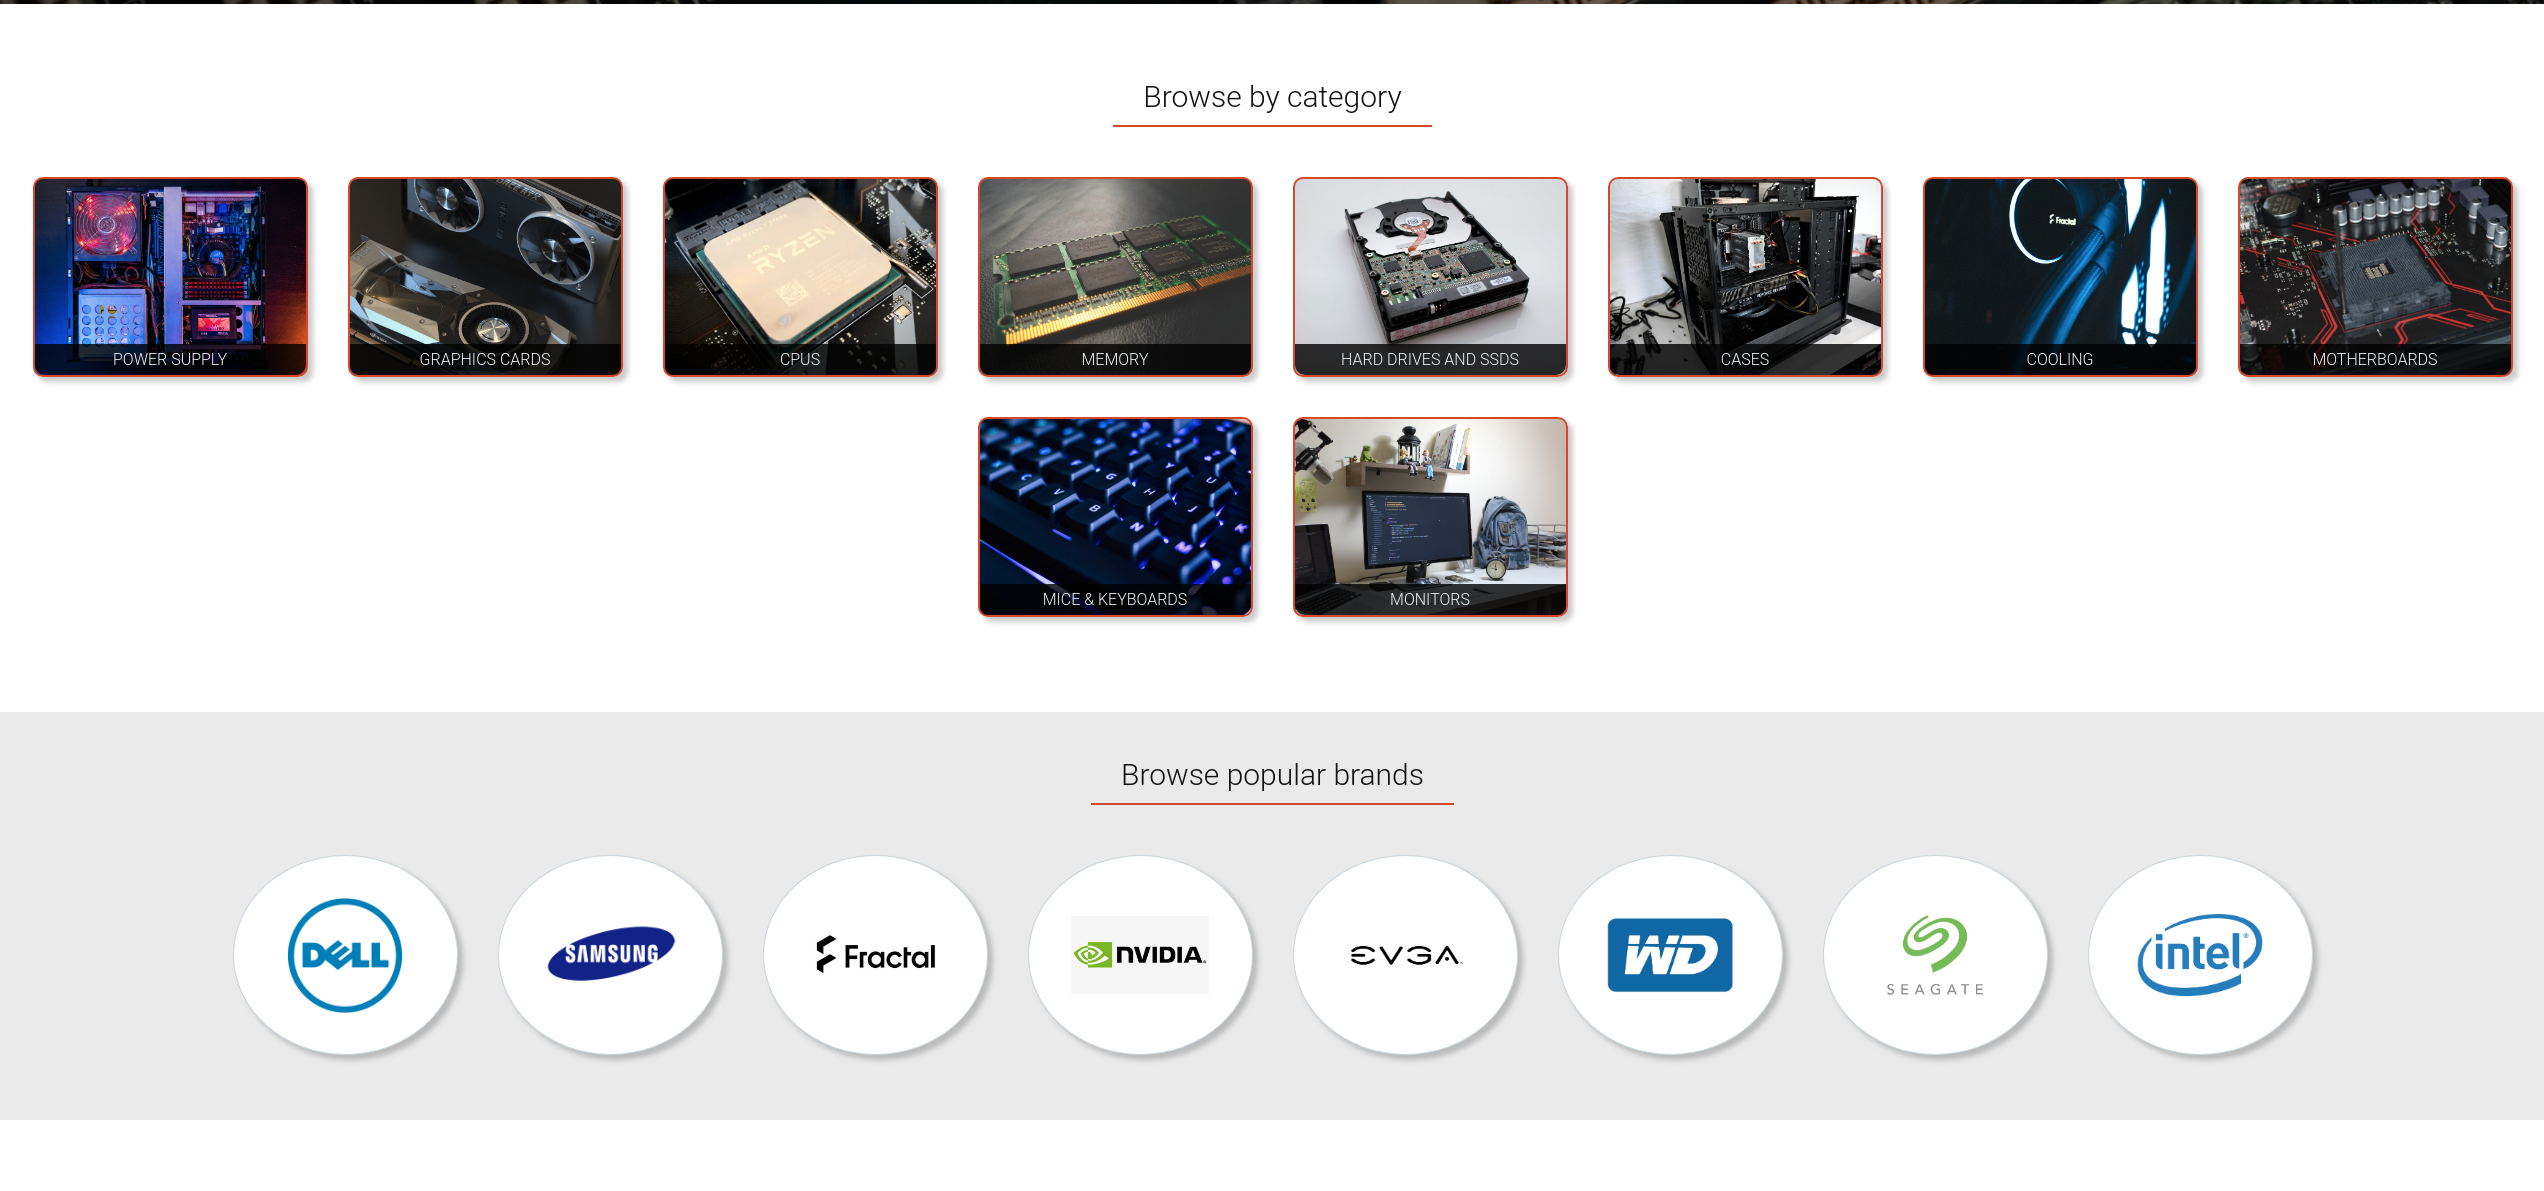 Browse by category
Fractal
AMD
RYZEN
POWER SUPPLY
GRAPHICS CARDS
CPUS
MEMORY
HARD DRIVES AND SSDS
CASES
COOLING
MOTHERBOARDS
C V B G H N Y J U K
MICE & KEYBOARDS
MONITORS
Browse popular brands
DELL
SAMSUNG
Fractal
NVIDIA
EVGA
WD
SEAGATE
intel®